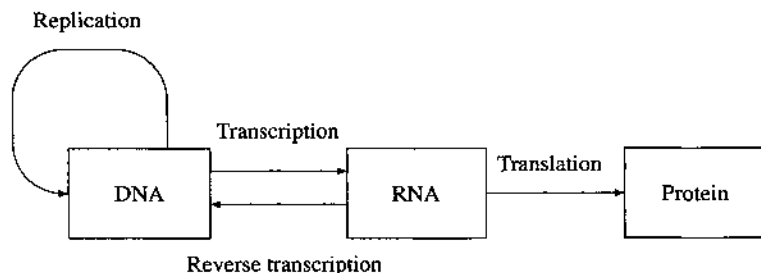 Replication
Transcription
Translation
DNA
RNA
Protein
Reverse transcription